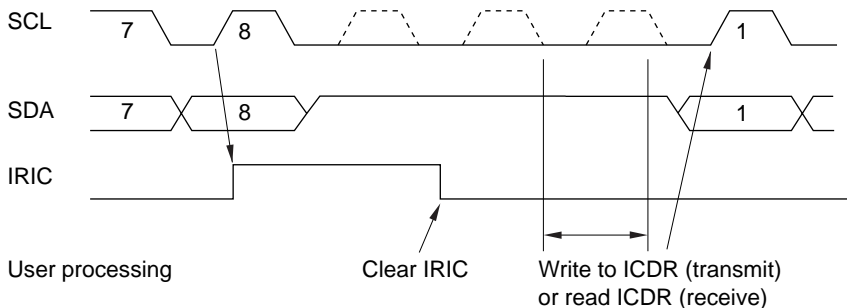 SCL 7 8 1
SDA 7 8 1
IRIC
User processing Clear IRIC Write to ICDR (transmit)
or read ICDR (receive)